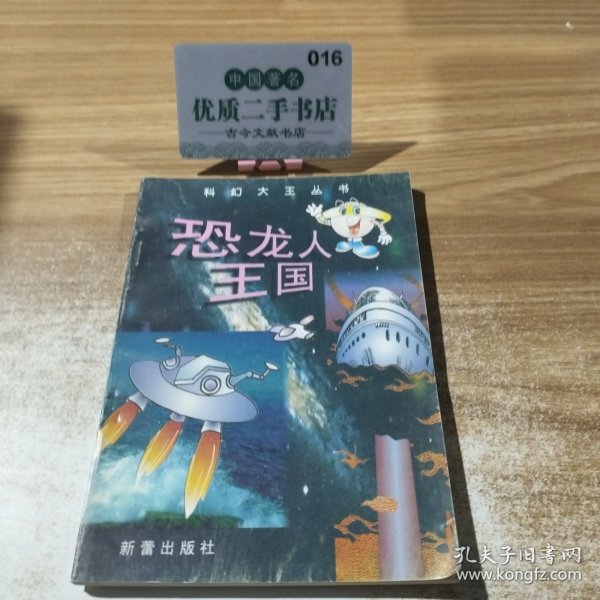 016
中国著名
优质二手书店
古今文献书店
科幻大王丛书
恐龙人
王国
新蕾出版社
孔夫子旧书网
www.kongfz.com